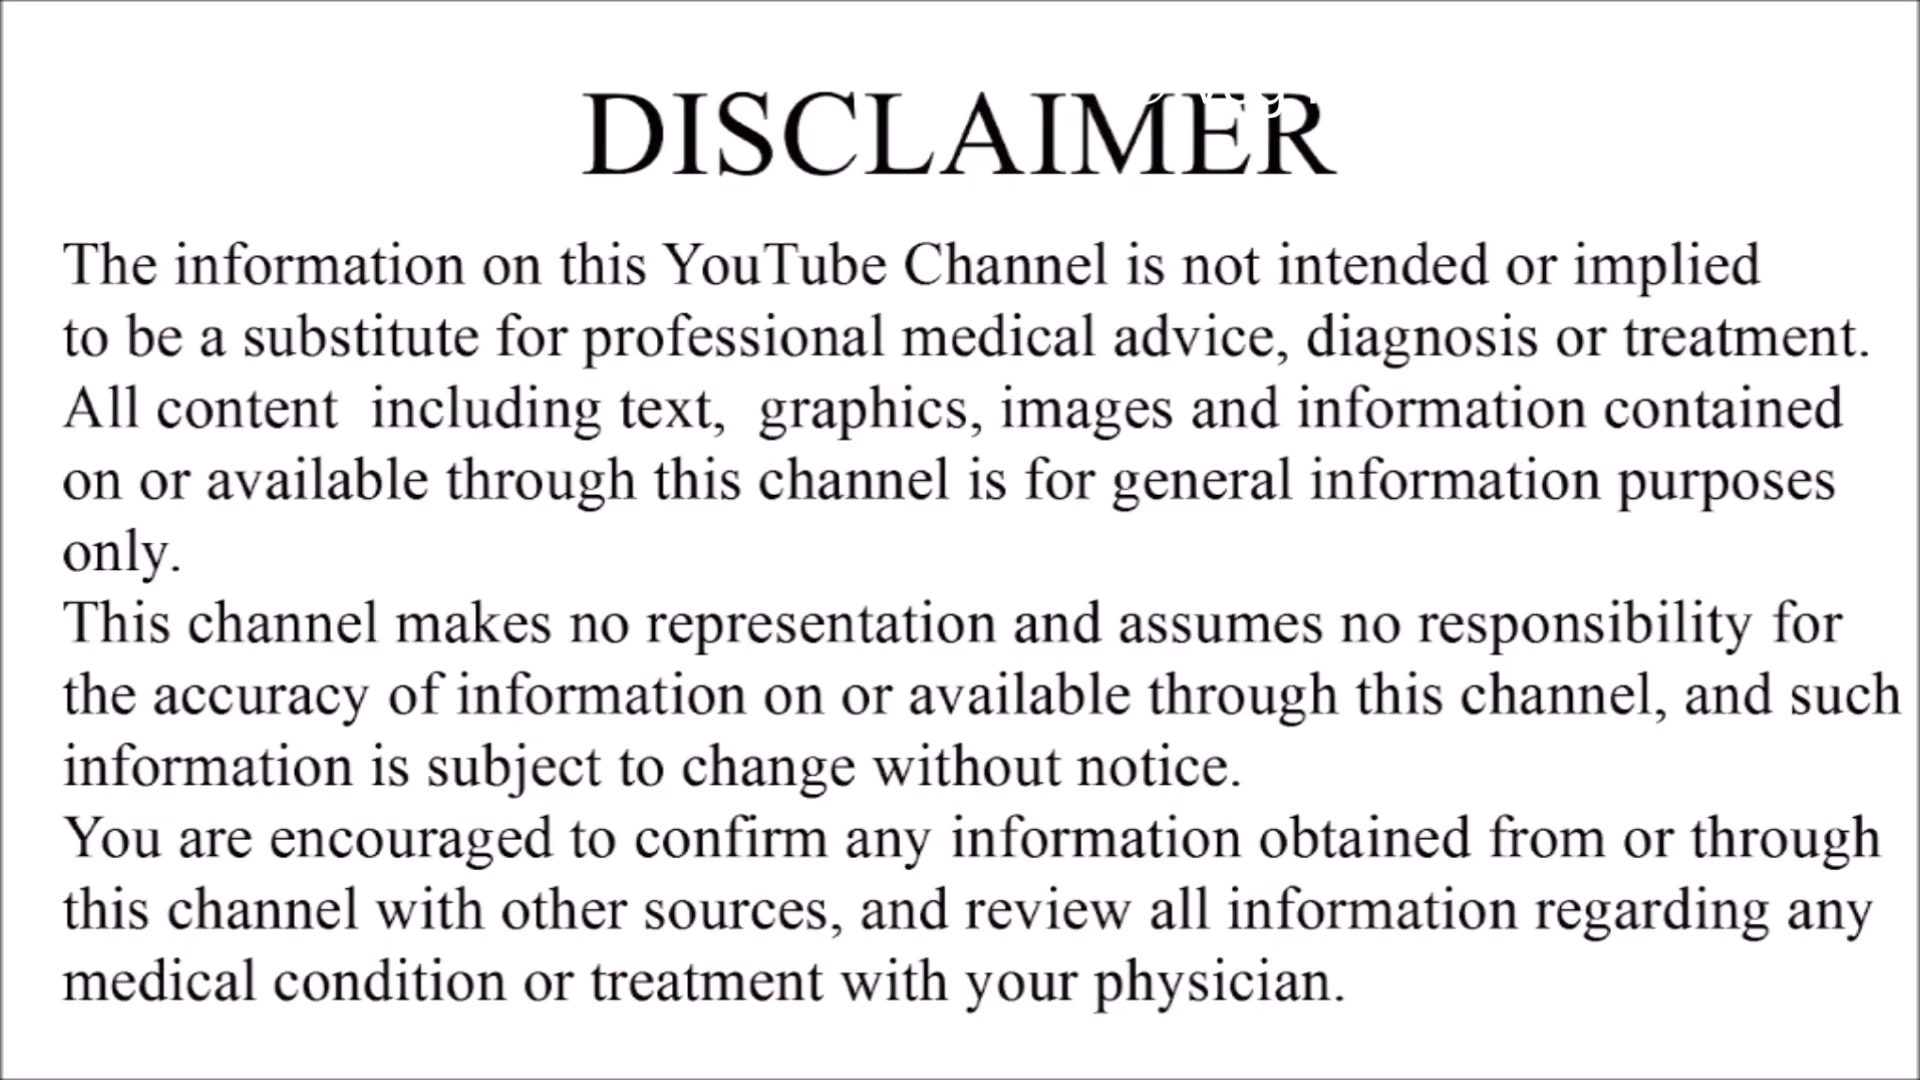 DISCLAIMER
The information on this YouTube Channel is not intended or implied
to be a substitute for professional medical advice, diagnosis or treatment.
All content including text, graphics, images and information contained
on or available through this channel is for general information purposes
only.
This channel makes no representation and assumes no responsibility for
the accuracy of information on or available through this channel, and such
information is subject to change without notice.
You are encouraged to confirm any information obtained from or through
this channel with other sources, and review all information regarding any
medical condition or treatment with your physician.